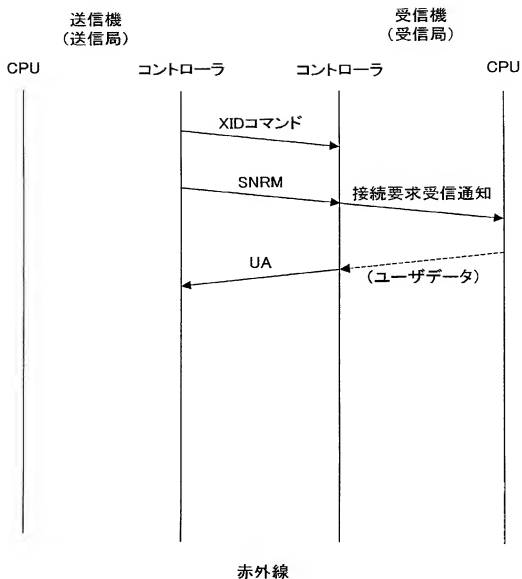 送信機
（送信局）
受信機
（受信局）
CPU
コントローラ
コントローラ
CPU
XIDコマンド
SNRM
接続要求受信通知
UA
（ユーザデータ）
赤外線